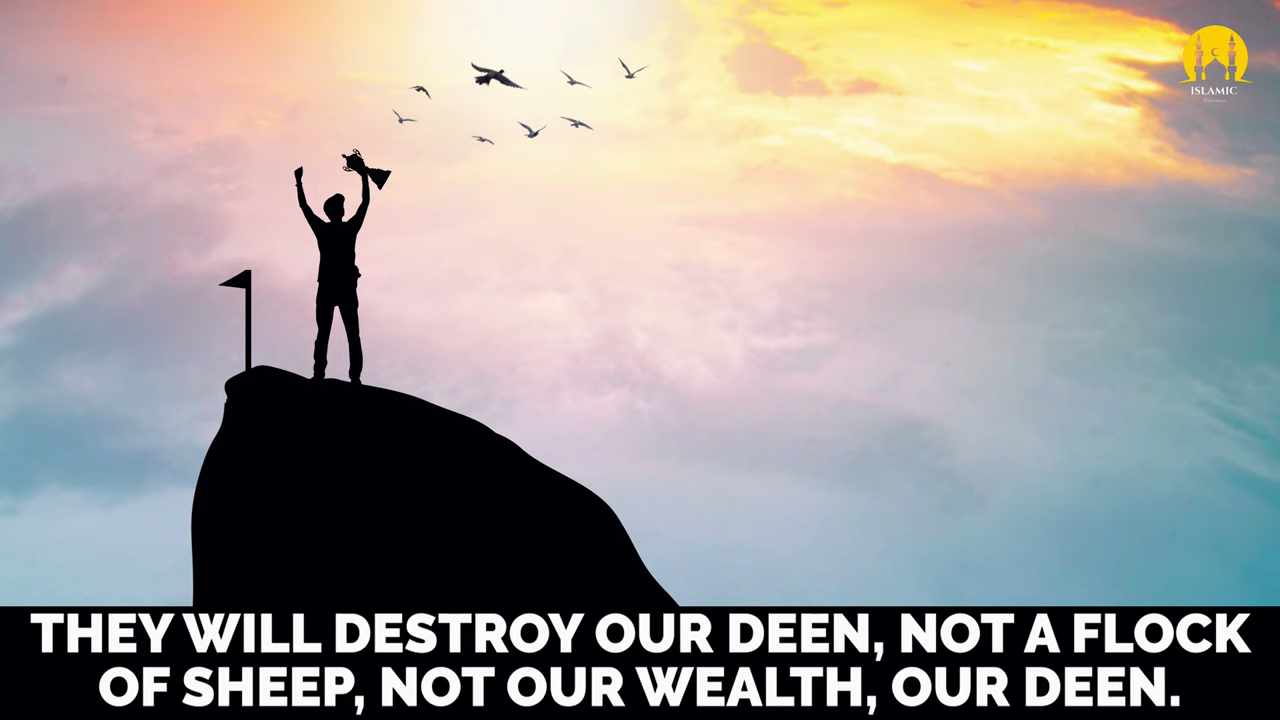 ISLAMIC
THEY WILL DESTROY OUR DEEN, NOT A FLOCK
OF SHEEP, NOT OUR WEALTH, OUR DEEN.